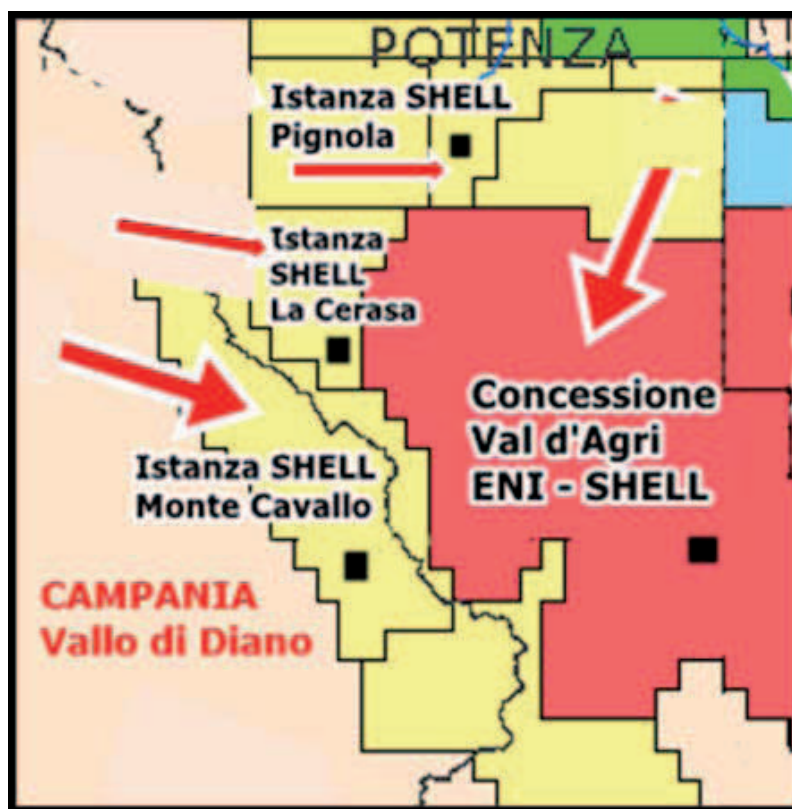 POTENZA
Istanza SHELL
Pignola
Istanza
SHELL
La Cerasa
Concessione
Val d'Agri
ENI - SHELL
Istanza SHELL
Monte Cavallo
CAMPANIA
Vallo di Diano